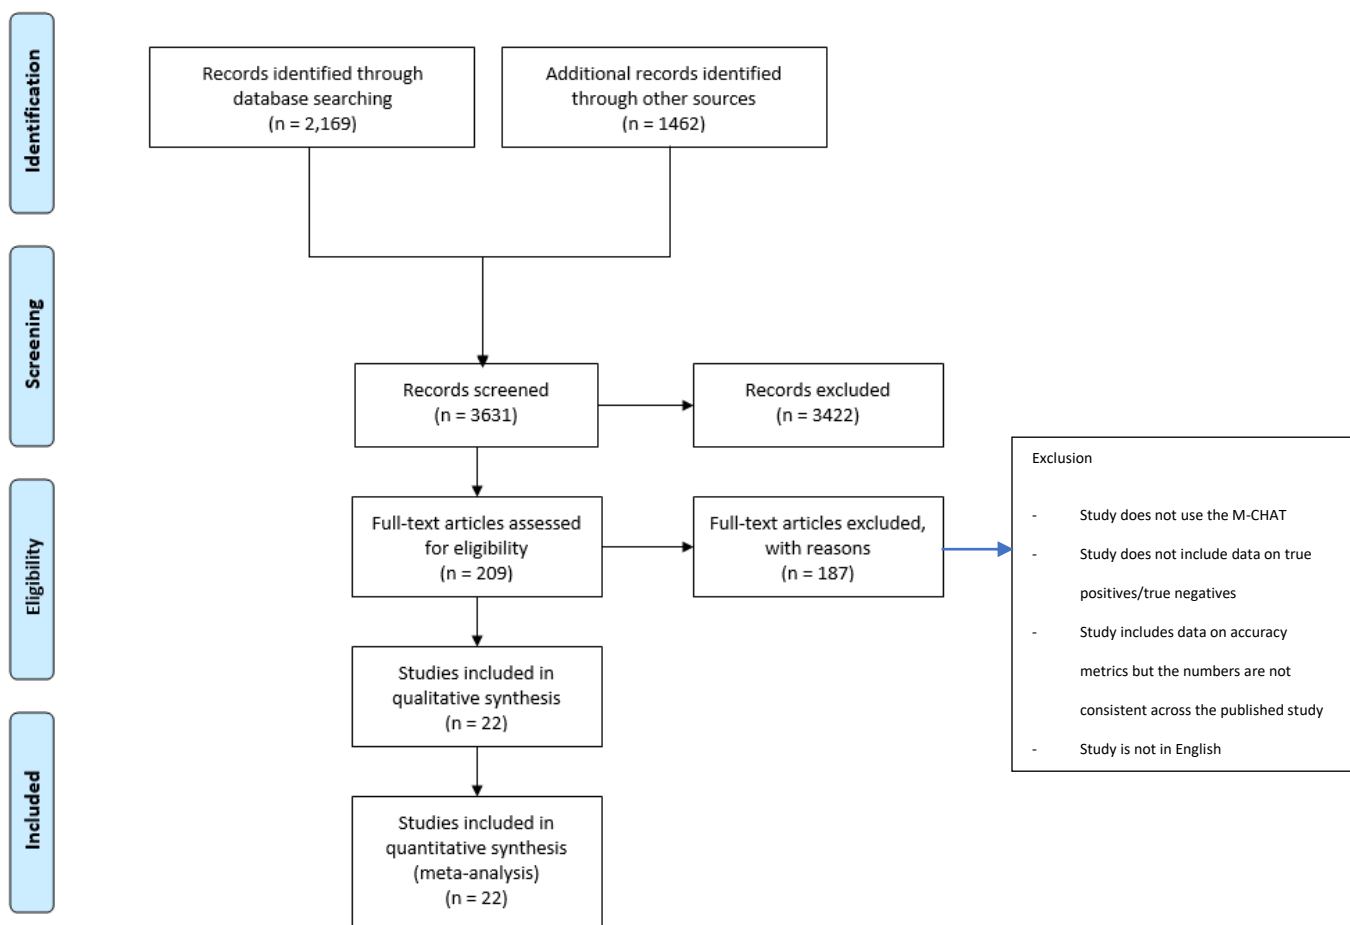 Identification
Records identified through
database searching
(n = 2,169)
Additional records identified
through other sources
(n = 1462)
Screening
Records screened
(n = 3631)
Records excluded
(n = 3422)
Eligibility
Full-text articles assessed
for eligibility
(n = 209)
Full-text articles excluded,
with reasons
(n = 187)
Exclusion
- Study does not use the M-CHAT
- Study does not include data on true
positives/true negatives
- Study includes data on accuracy
metrics but the numbers are not
consistent across the published study
- Study is not in English
Studies included in
qualitative synthesis
(n = 22)
Included
Studies included in
quantitative synthesis
(meta-analysis)
(n = 22)